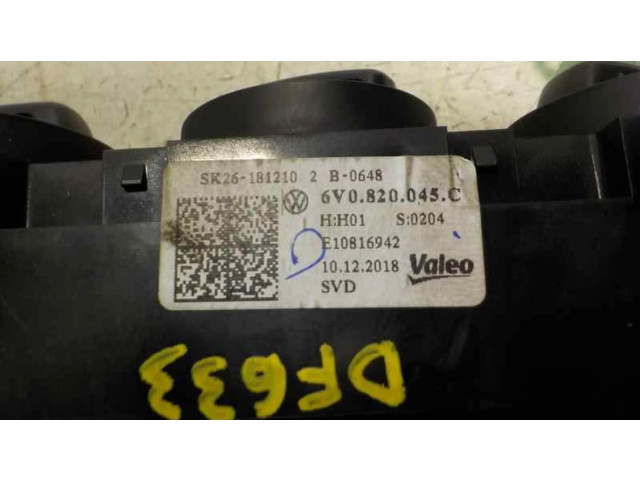 SK26-181210 2 B-0648
6V0.820.045.C
H:H01 S:0204
E10816942
10.12.2018 Valeo
SVD
DF633